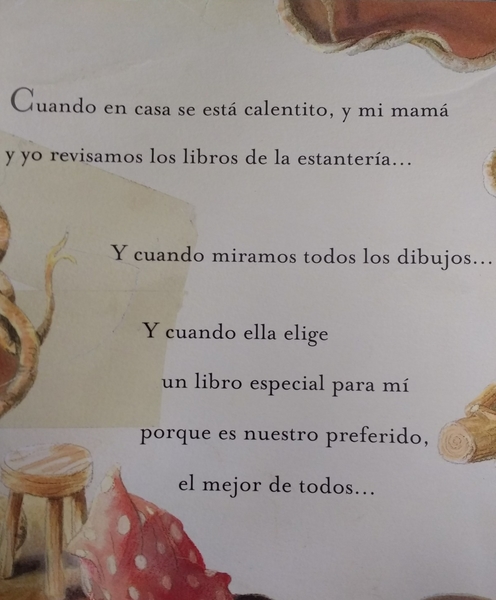 Cuando en casa se está calentito, y mi mamá
y yo revisamos los libros de la estantería...
Y cuando miramos todos los dibujos...
Y cuando ella elige
un libro especial para mí
porque es nuestro preferido,
el mejor de todos...